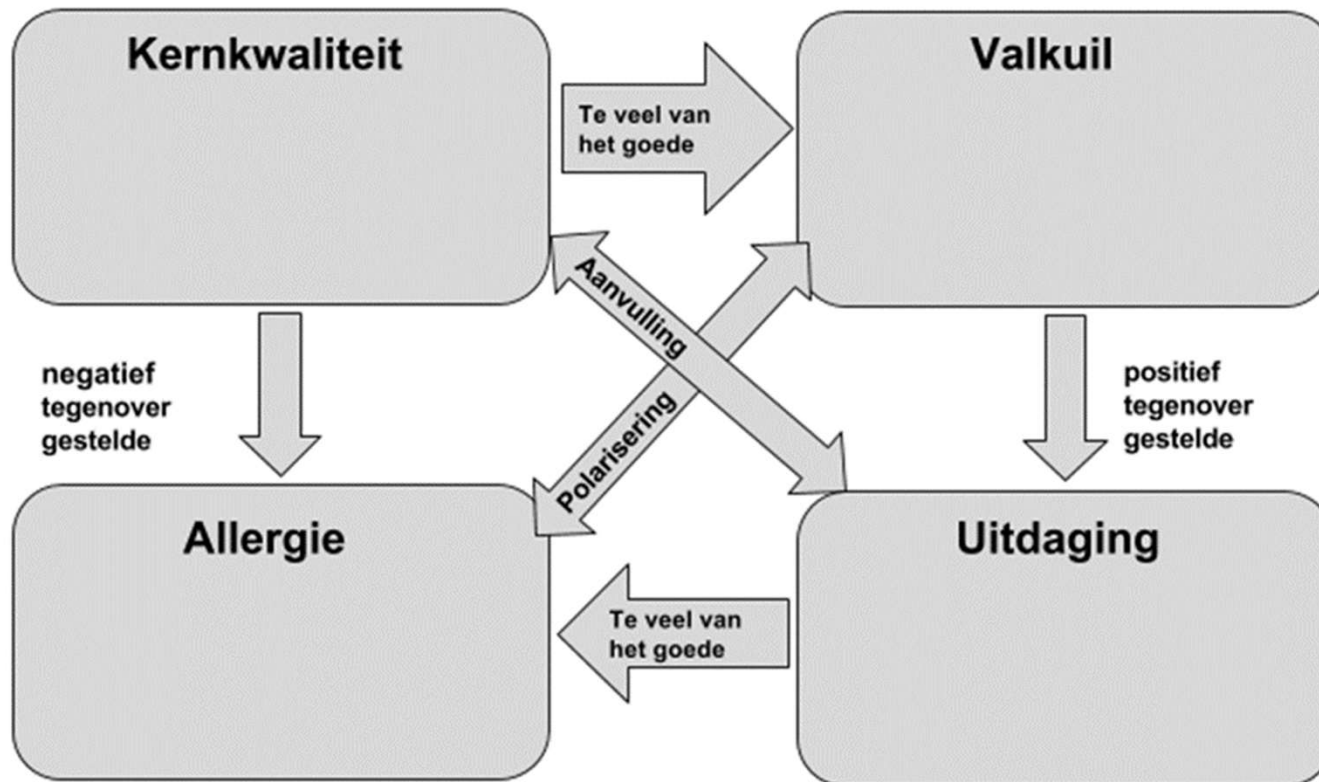 Kernkwaliteit
Valkuil
Te veel van
het goede
Aanvulling
Polarisering
negatief
tegenover
gestelde
positief
tegenover
gestelde
Allergie
Uitdaging
Te veel van
het goede